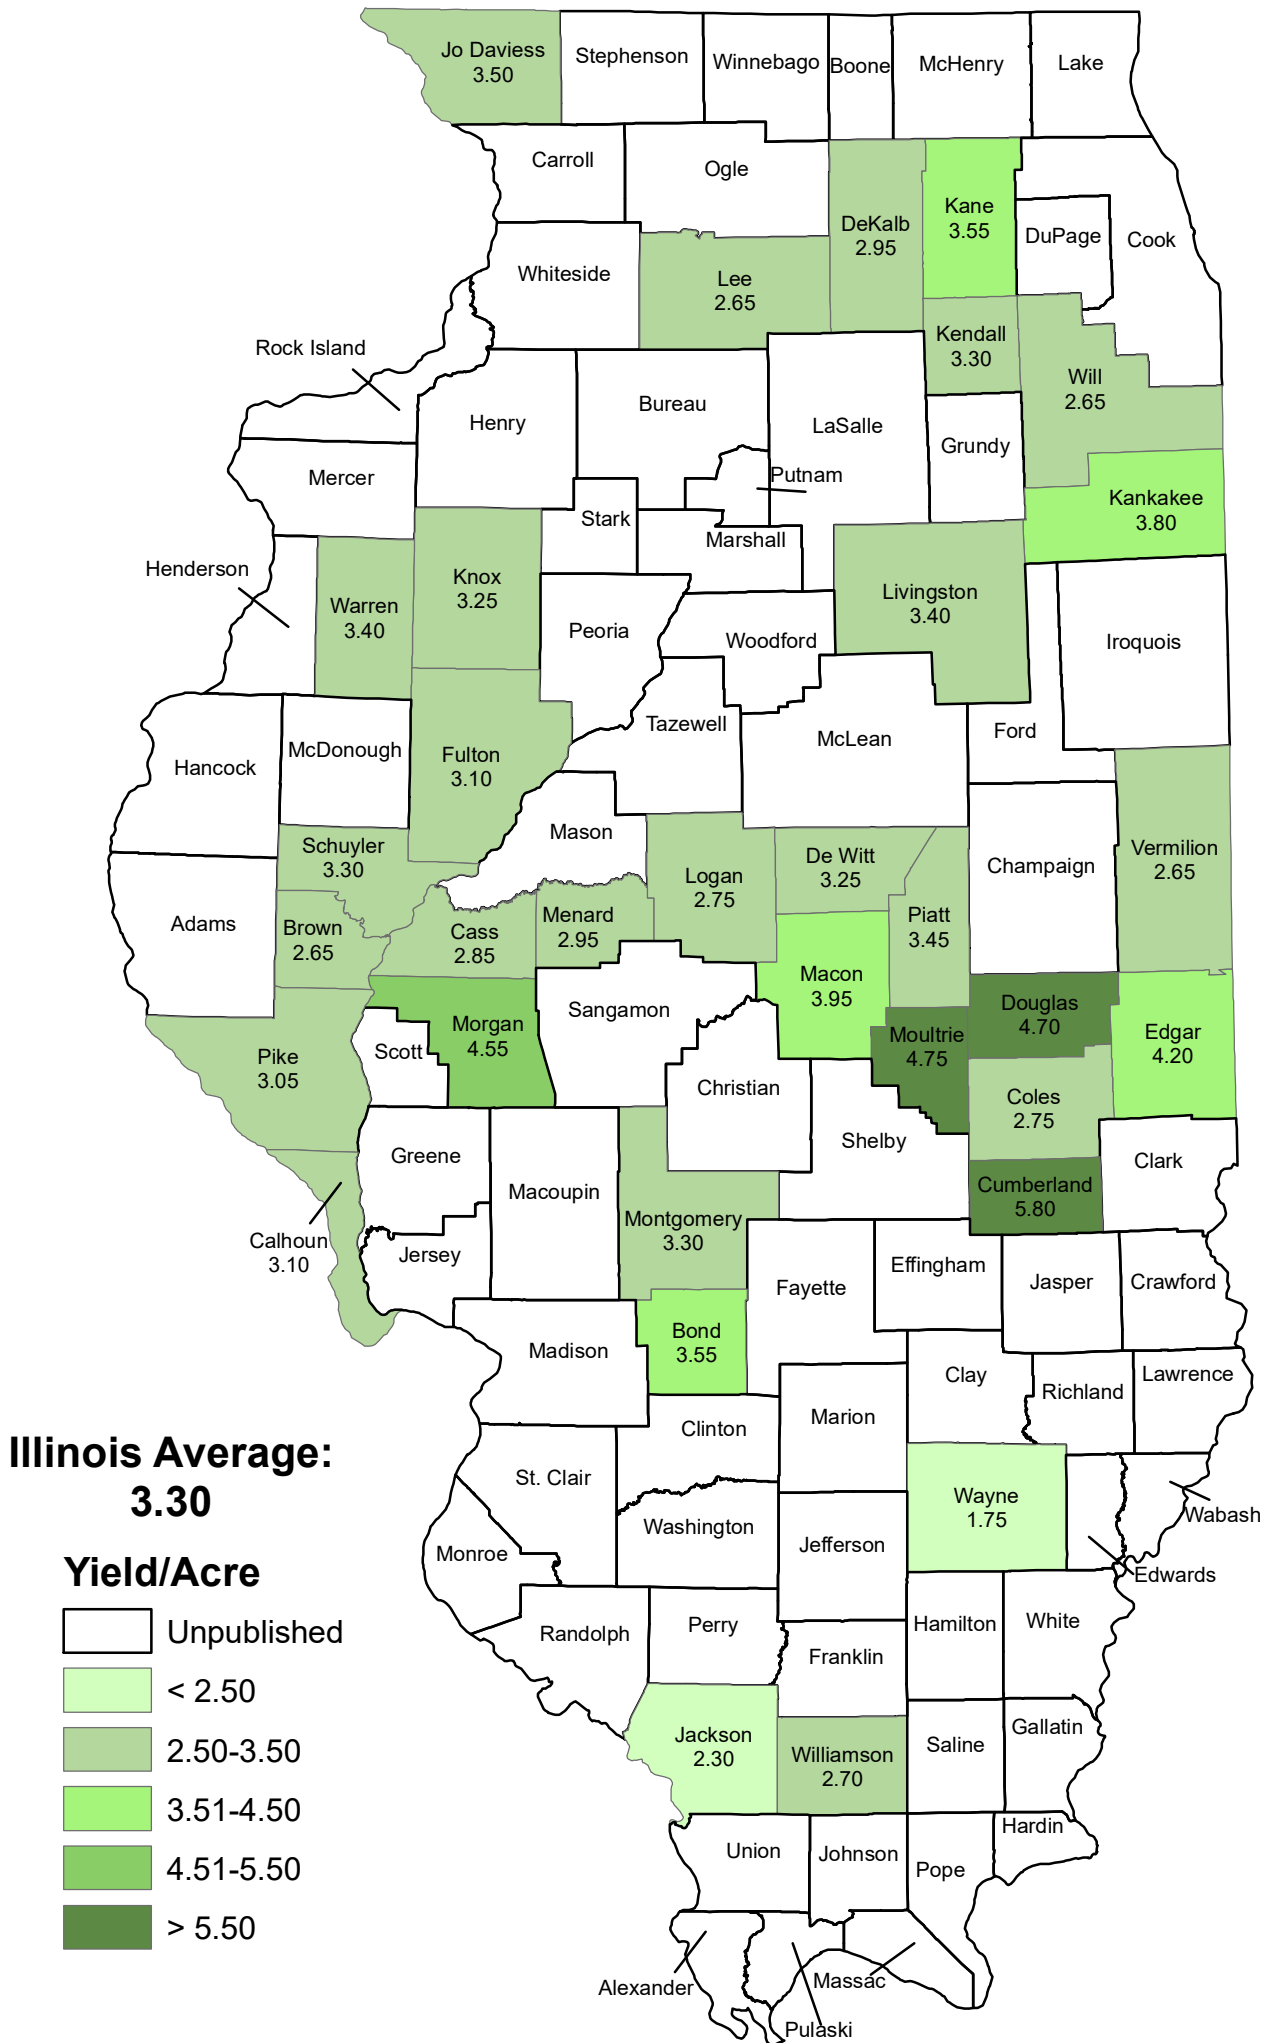 Jo Daviess
3.50
Stephenson
Winnebago
Boone
McHenry
Lake
Carroll
Ogle
DeKalb
2.95
Kane
3.55
DuPage
Cook
Whiteside
Lee
2.65
Kendall
3.30
Will
2.65
Rock Island
Henry
Bureau
LaSalle
Grundy
Mercer
Putnam
Kankakee
3.80
Stark
Marshall
Henderson
Warren
3.40
Knox
3.25
Peoria
Woodford
Livingston
3.40
Iroquois
Hancock
McDonough
Fulton
3.10
Tazewell
McLean
Ford
Mason
Schuyler
3.30
Logan
2.75
De Witt
3.25
Champaign
Vermilion
2.65
Adams
Brown
2.65
Cass
2.85
Menard
2.95
Piatt
3.45
Macon
3.95
Sangamon
Douglas
4.70
Edgar
4.20
Pike
3.05
Scott
Morgan
4.55
Moultrie
4.75
Christian
Coles
2.75
Shelby
Clark
Greene
Macoupin
Cumberland
5.80
Calhoun
3.10
Jersey
Montgomery
3.30
Fayette
Effingham
Jasper
Crawford
Madison
Bond
3.55
Clay
Richland
Lawrence
Clinton
Marion
St. Clair
Wayne
1.75
Wabash
Washington
Jefferson
Monroe
Edwards
Randolph
Perry
Hamilton
White
Franklin
Jackson
2.30
Williamson
2.70
Saline
Gallatin
Union
Johnson
Pope
Hardin
Alexander
Massac
Pulaski
Illinois Average:
3.30
Yield/Acre
Unpublished
< 2.50
2.50-3.50
3.51-4.50
4.51-5.50
> 5.50